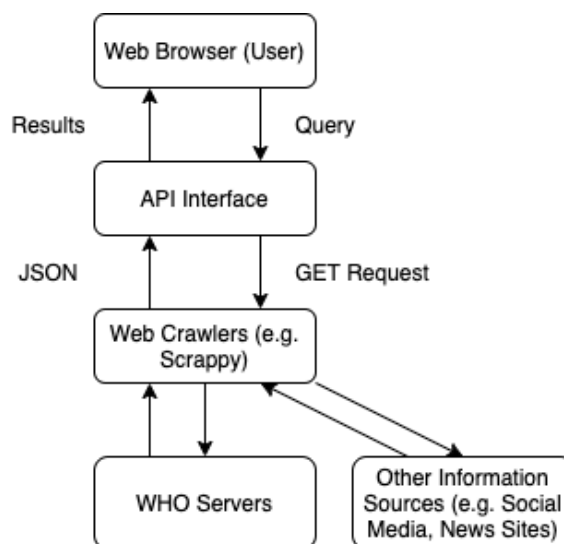 Web Browser (User)
Results
Query
API Interface
JSON
GET Request
Web Crawlers (e.g.
Scrappy)
WHO Servers
Other Information
Sources (e.g. Social
Media, News Sites)